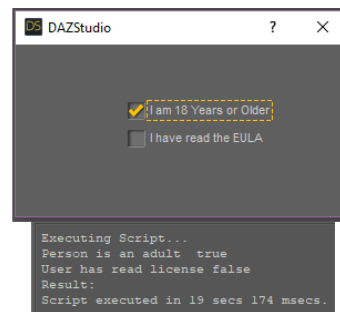 DS DAZStudio ? X
I am 18 Years or Older
I have read the EULA
Executing Script...
Person is an adult  true
User has read license false
Result:
Script executed in 19 secs 174 msecs.